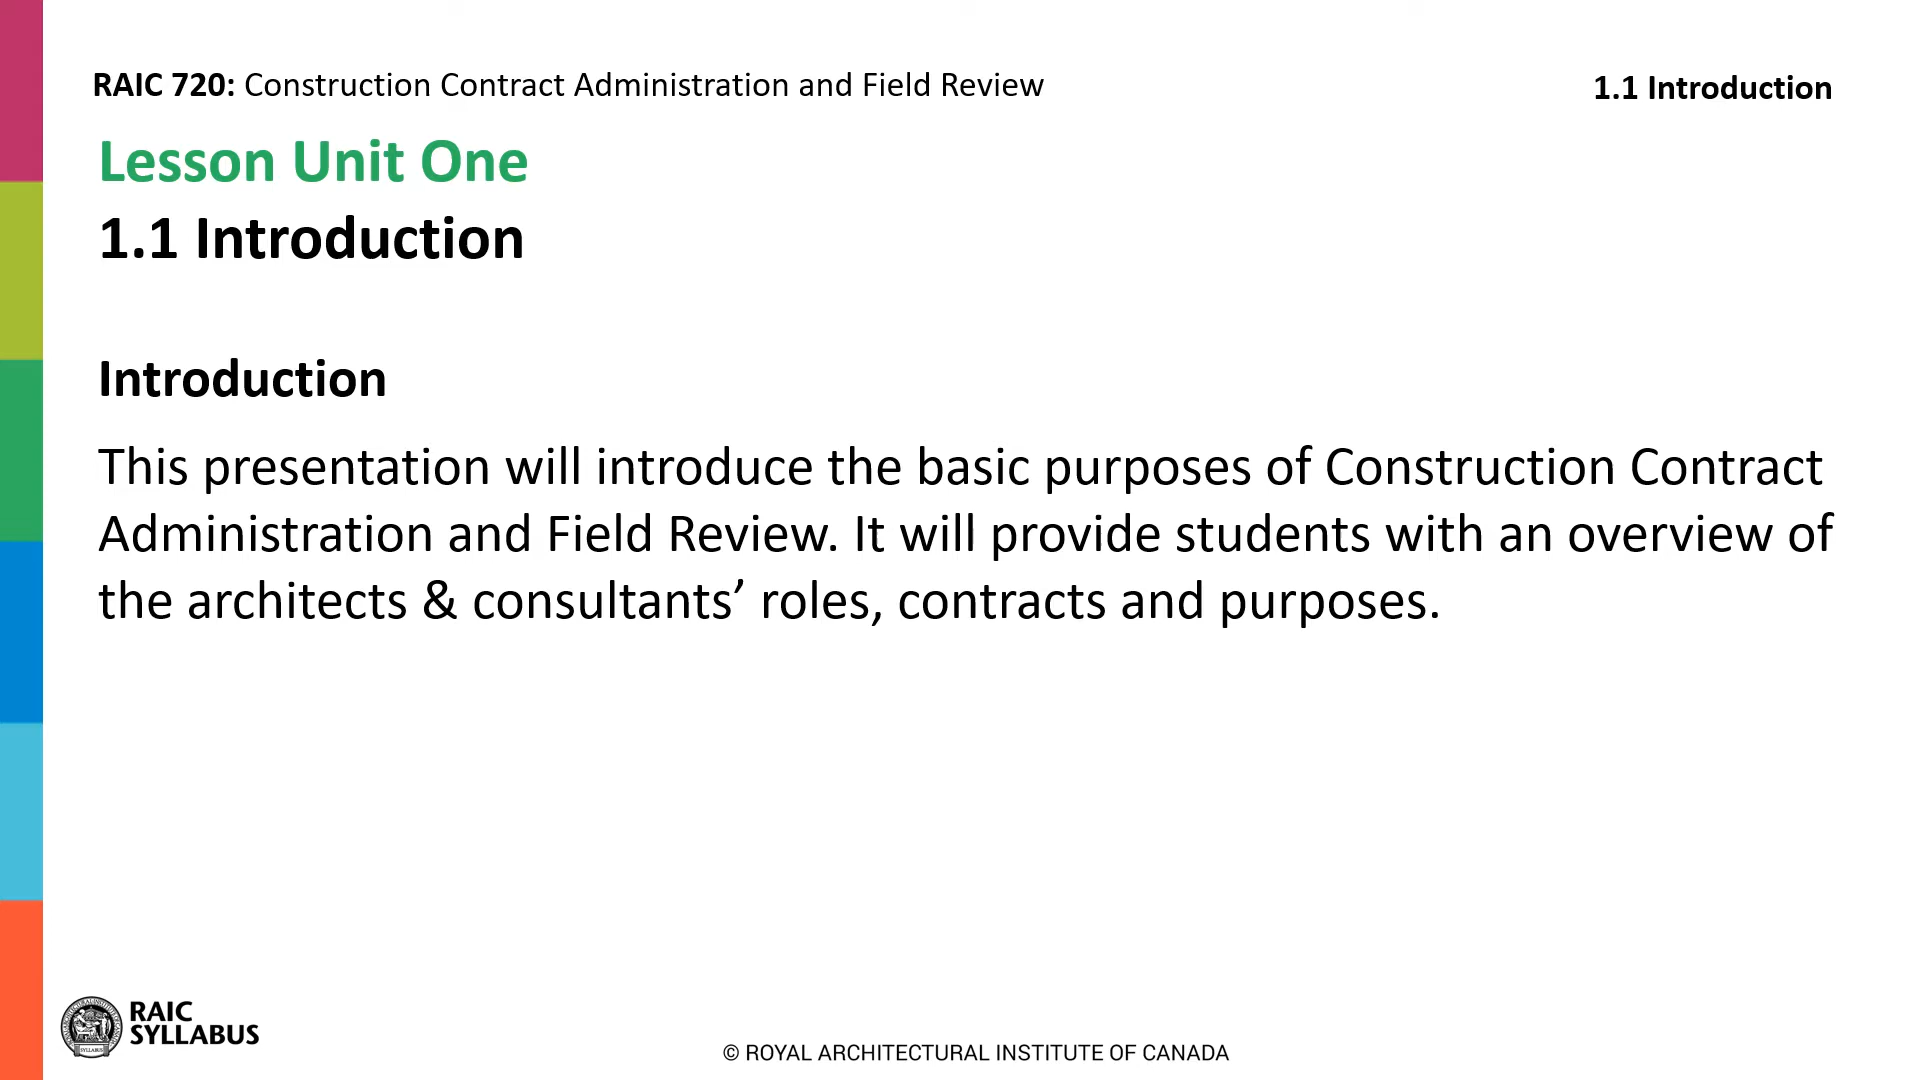 RAIC 720: Construction Contract Administration and Field Review
1.1 Introduction
Lesson Unit One
1.1 Introduction
Introduction
This presentation will introduce the basic purposes of Construction Contract
Administration and Field Review. It will provide students with an overview of
the architects & consultants’ roles, contracts and purposes.
RAIC
SYLLABUS
© ROYAL ARCHITECTURAL INSTITUTE OF CANADA